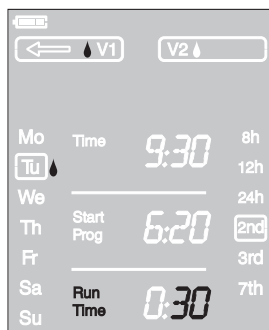 V1 V2
Mo Time 9:30 8h
Tu 12h
We 24h
Th Start Prog 6:20 2nd
Fr 3rd
Sa Run Time 0:30 7th
Su